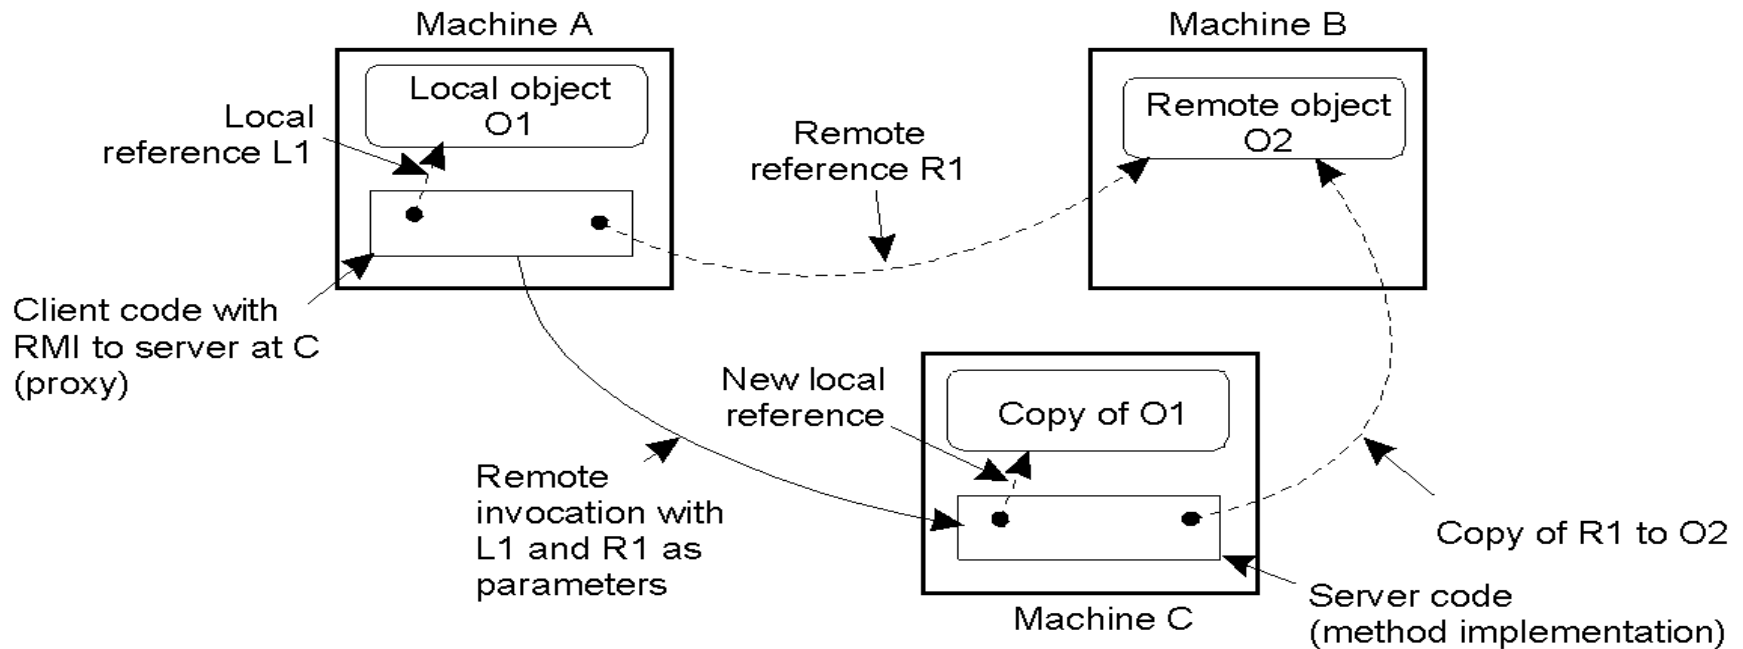 Machine A
Machine B
Local object
O1
Remote object
O2
Local
reference L1
Remote
reference R1
Client code with
RMI to server at C
(proxy)
New local
reference
Copy of O1
Remote
invocation with
L1 and R1 as
parameters
Copy of R1 to O2
Machine C
Server code
(method implementation)